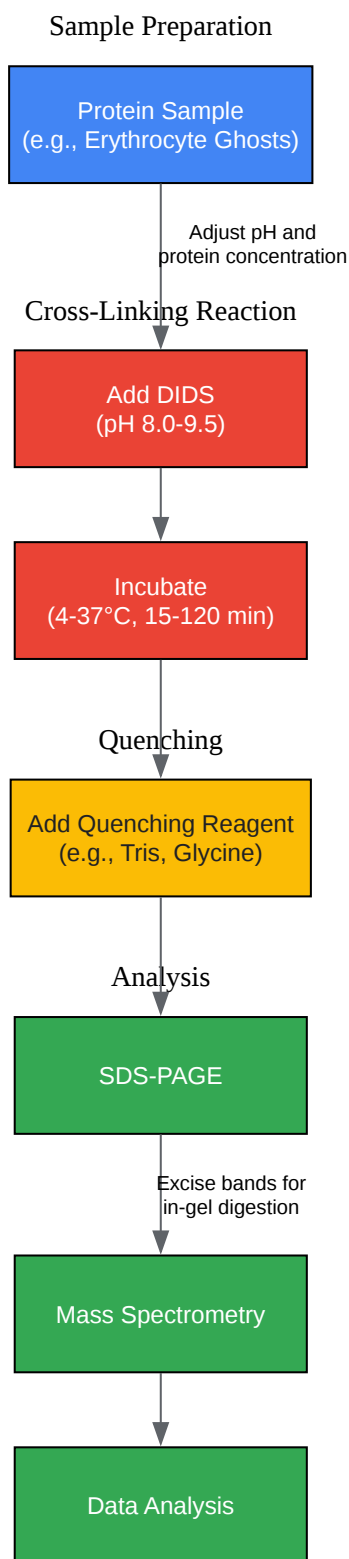 Sample Preparation
Protein Sample
(e.g., Erythrocyte Ghosts)
Adjust pH and
protein concentration
Cross-Linking Reaction
Add DIDS
(pH 8.0-9.5)
Incubate
(4-37°C, 15-120 min)
Quenching
Add Quenching Reagent
(e.g., Tris, Glycine)
Analysis
SDS-PAGE
Excise bands for
in-gel digestion
Mass Spectrometry
Data Analysis